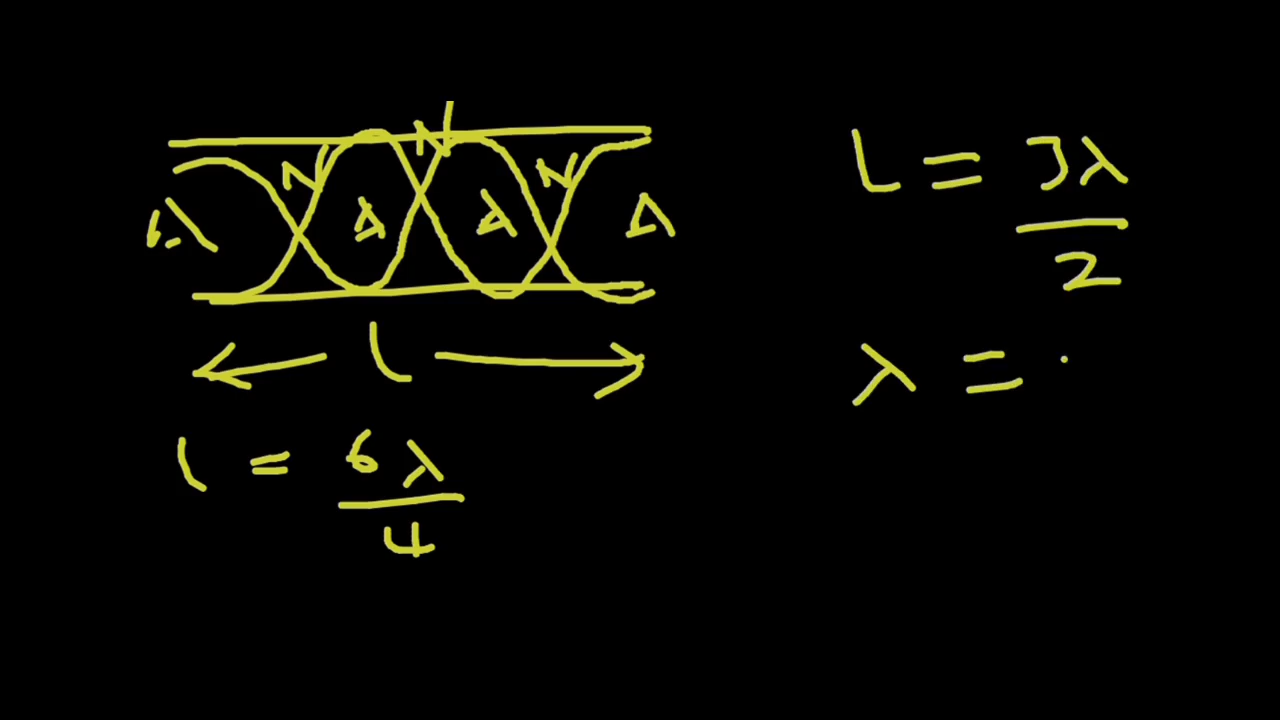 N N N
A A A A
l
l = 6λ/4
L = 3λ/2
λ =